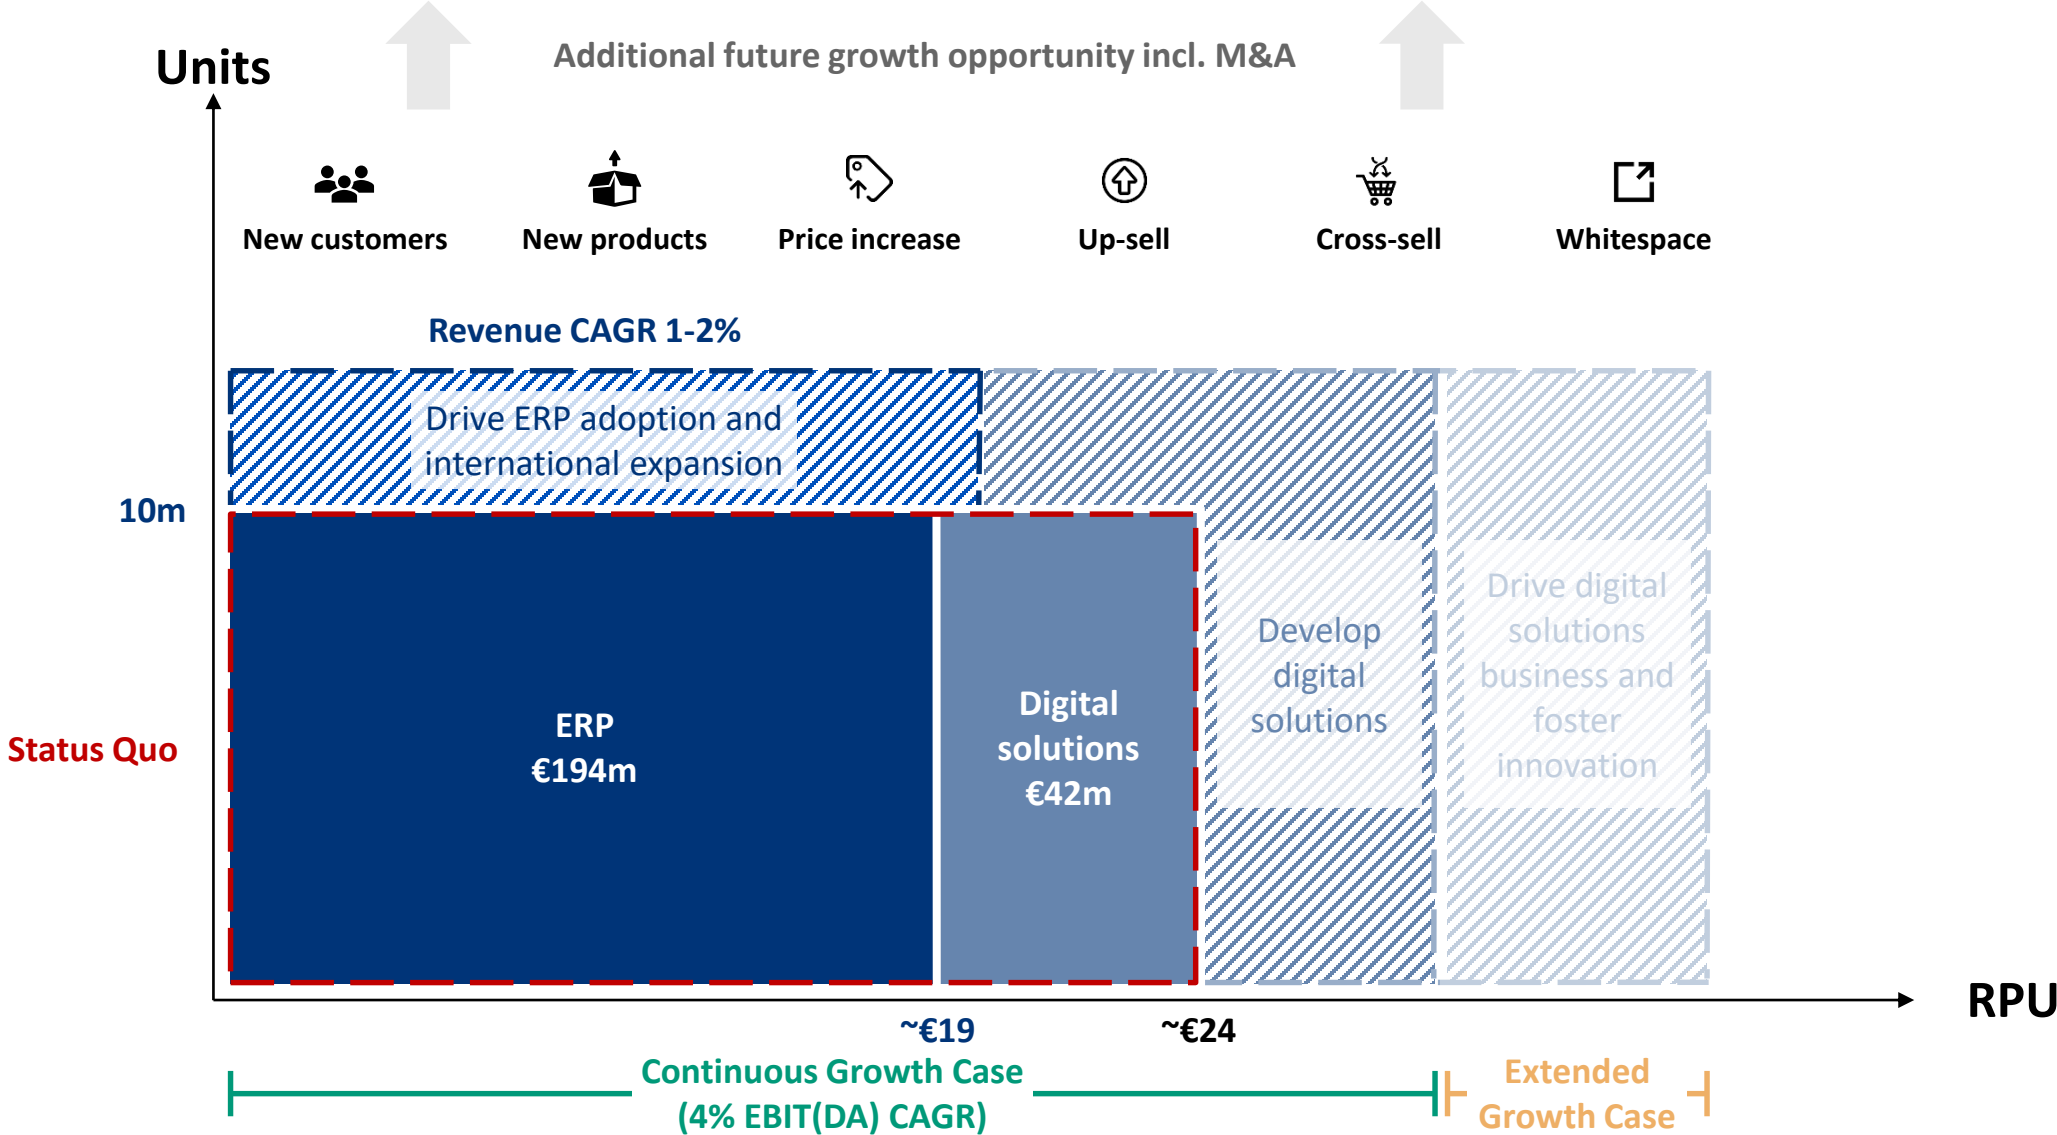 Additional future growth opportunity incl. M&A
Units
New customers
New products
Price increase
Up-sell
Cross-sell
Whitespace
Revenue CAGR 1-2%
Drive ERP adoption and
international expansion
10m
Status Quo
ERP
€194m
Digital
solutions
€42m
Develop
digital
solutions
Drive digital
solutions
business and
foster
innovation
RPU
~€19
~€24
Continuous Growth Case
(4% EBIT(DA) CAGR)
Extended
Growth Case